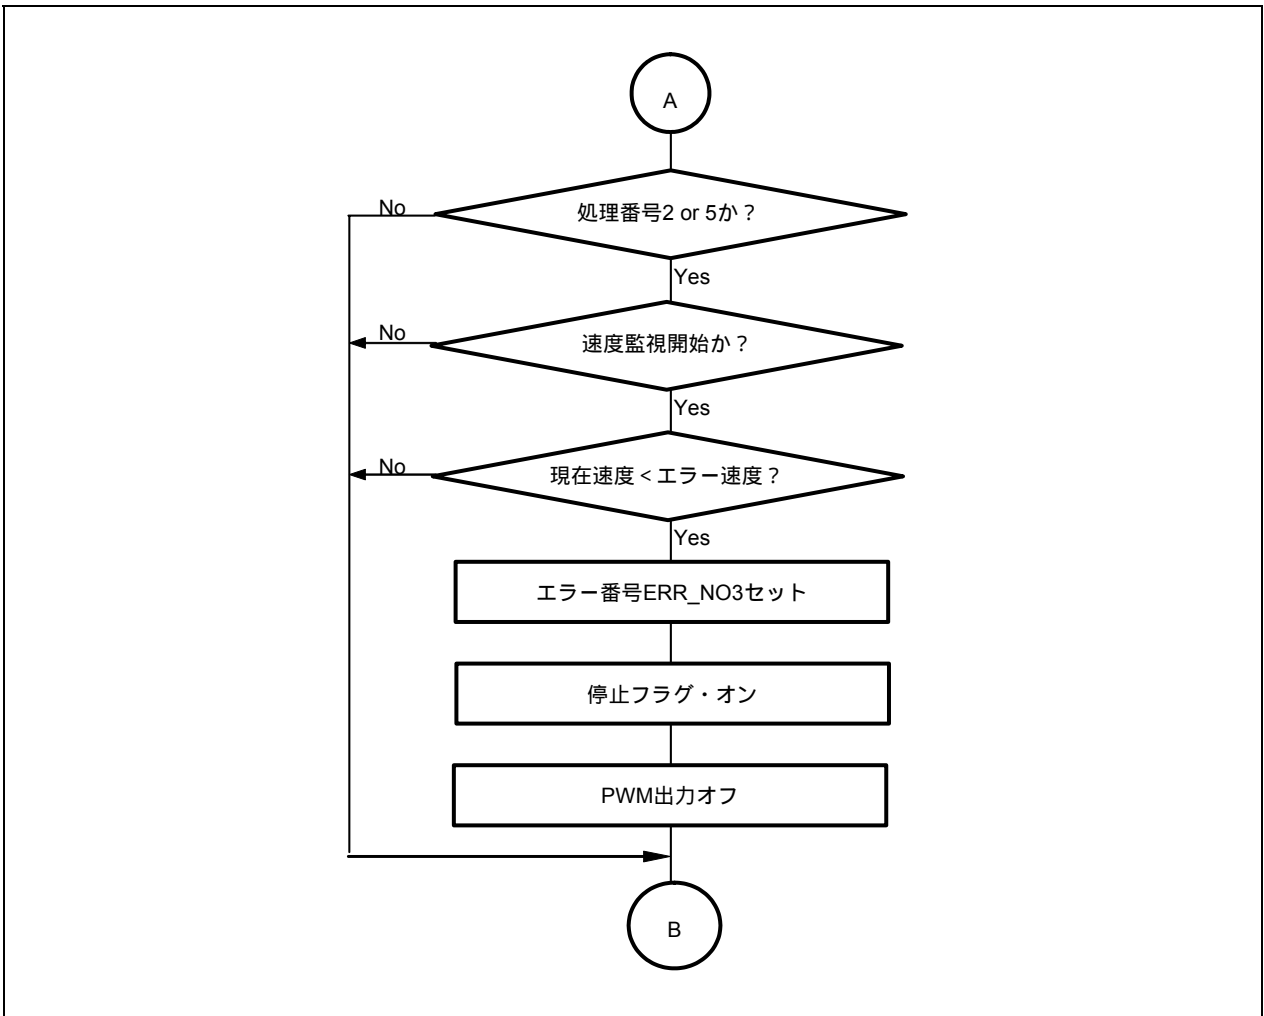 A
処理番号2 or 5か？
No
Yes
速度監視開始か？
No
Yes
現在速度＜エラー速度？
No
Yes
エラー番号ERR_NO3セット
停止フラグ・オン
PWM出力オフ
B